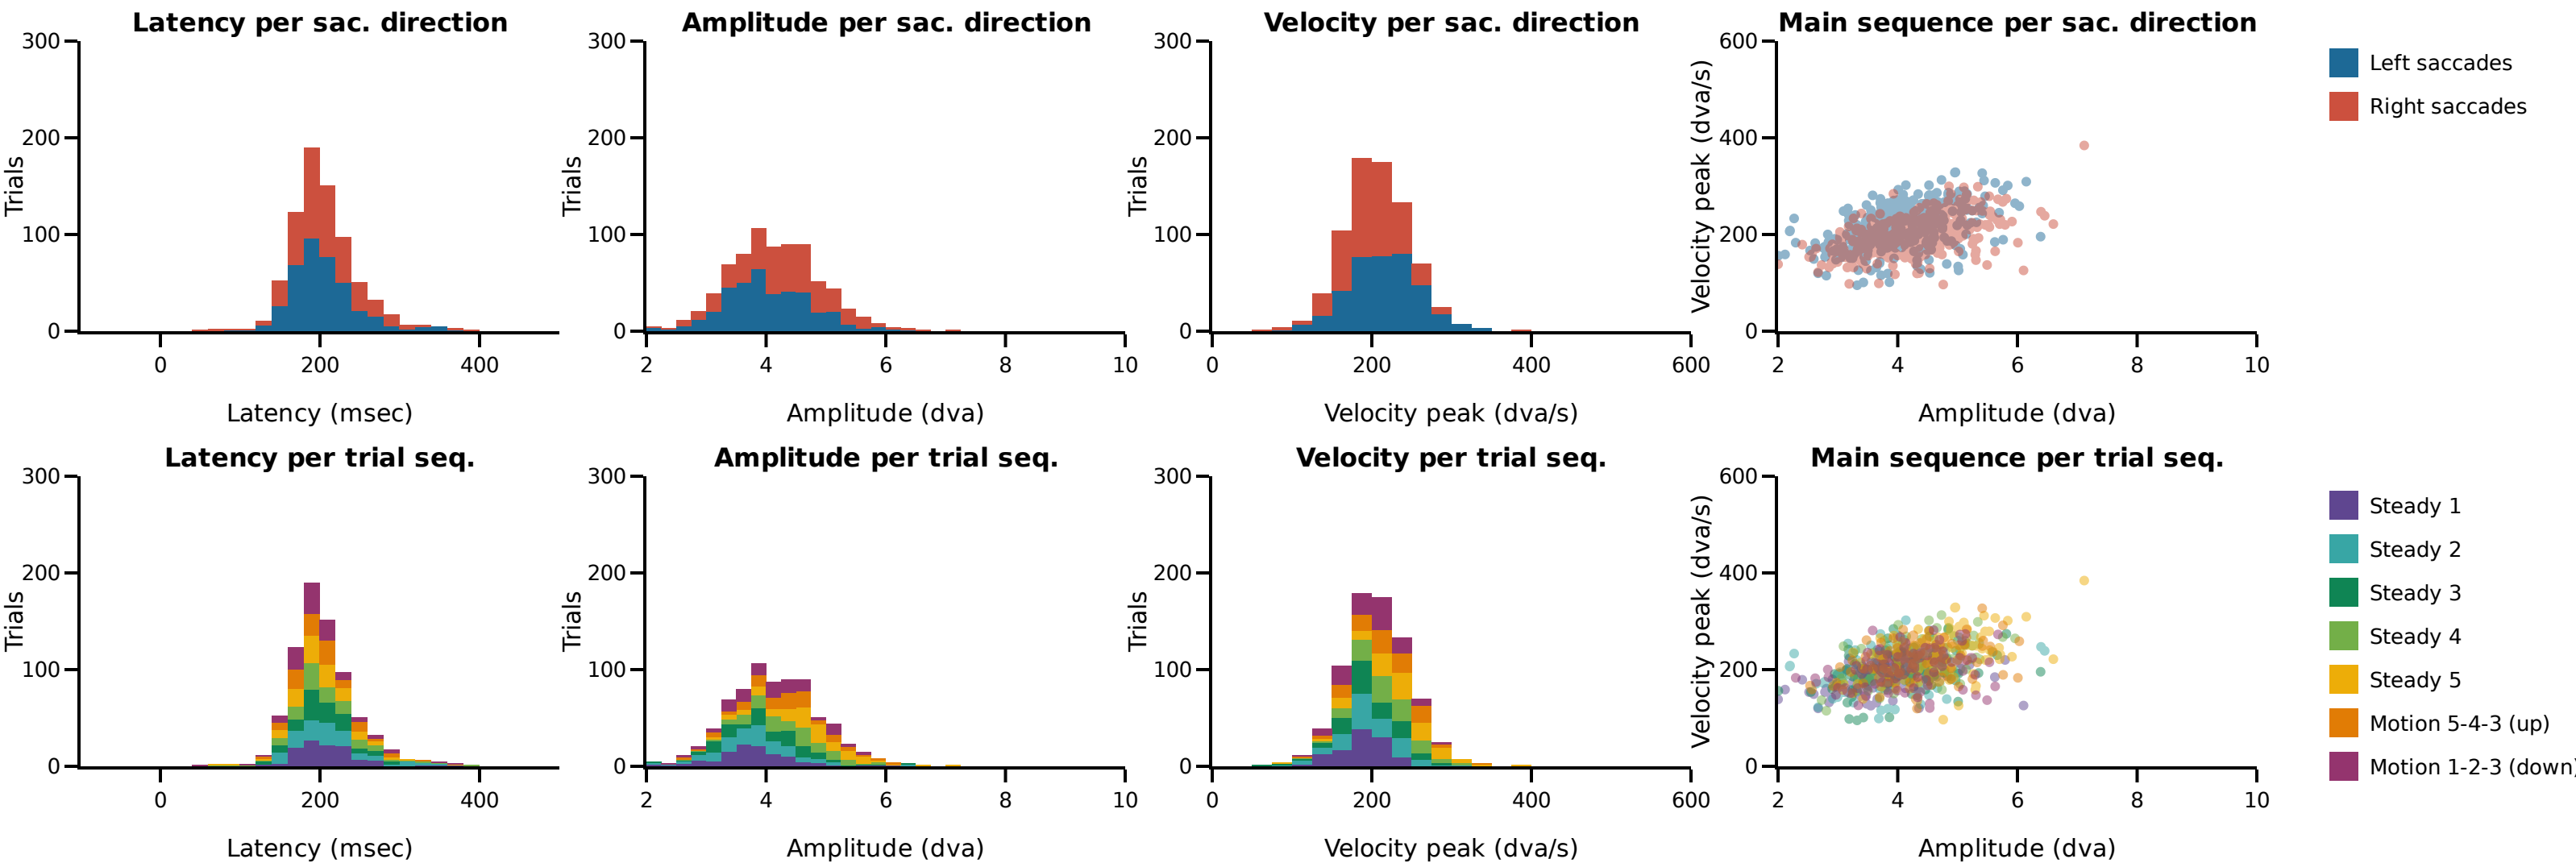 Latency per sac. direction
Amplitude per sac. direction
Velocity per sac. direction
Main sequence per sac. direction
300
200
100
0
Trials
0
200
400
Latency (msec)
300
200
100
0
Trials
2
4
6
8
10
Amplitude (dva)
300
200
100
0
Trials
0
200
400
600
Velocity peak (dva/s)
600
400
200
0
Velocity peak (dva/s)
2
4
6
8
10
Amplitude (dva)
Left saccades
Right saccades
Latency per trial seq.
Amplitude per trial seq.
Velocity per trial seq.
Main sequence per trial seq.
300
200
100
0
Trials
0
200
400
Latency (msec)
300
200
100
0
Trials
2
4
6
8
10
Amplitude (dva)
300
200
100
0
Trials
0
200
400
600
Velocity peak (dva/s)
600
400
200
0
Velocity peak (dva/s)
2
4
6
8
10
Amplitude (dva)
Steady 1
Steady 2
Steady 3
Steady 4
Steady 5
Motion 5-4-3 (up)
Motion 1-2-3 (down)